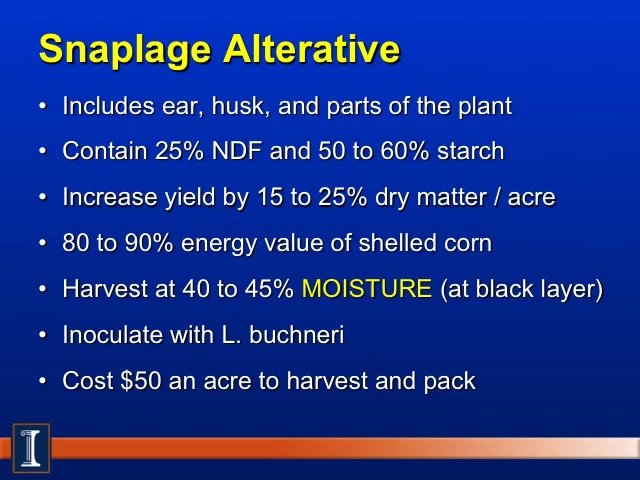 Snaplage Alterative
• Includes ear, husk, and parts of the plant
• Contain 25% NDF and 50 to 60% starch
• Increase yield by 15 to 25% dry matter / acre
• 80 to 90% energy value of shelled corn
• Harvest at 40 to 45% MOISTURE (at black layer)
• Inoculate with L. buchneri
• Cost $50 an acre to harvest and pack
I